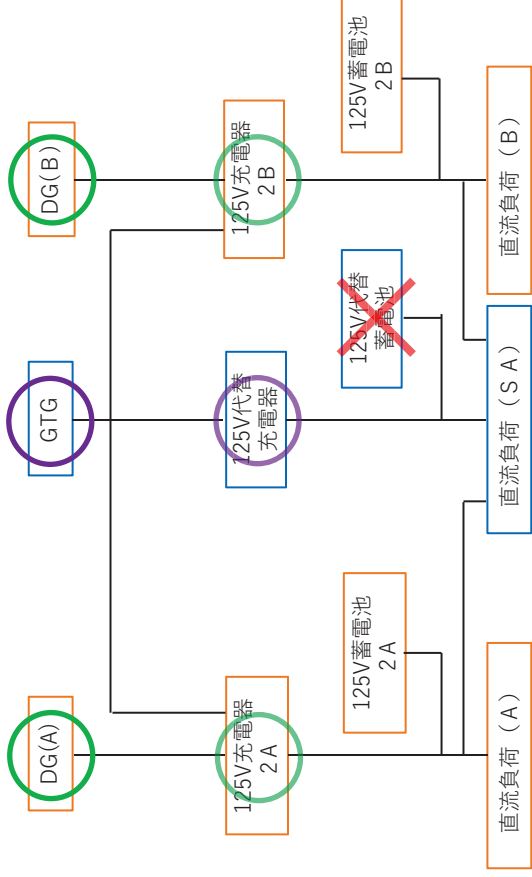 DG(A)
GTG
DG(B)
125V充電器
2A
125V代替
充電器
125V充電器
2B
125V蓄電池
2A
125V代替
蓄電池
125V蓄電池
2B
直流負荷（A）
直流負荷（SA）
直流負荷（B）